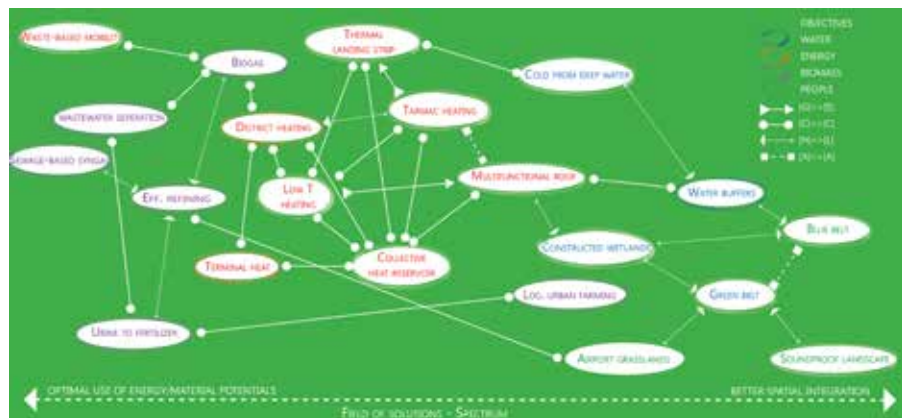 WASTE-BASED MOBILITY
BIOGAS
THERMAL
LANDING STRIP
COLD FROM DEEP WATER
OBJECTIVES
WATER
ENERGY
BIOMASS
PEOPLE
WASTEWATER SEPERATION
DISTRICT HEATING
TARMAC HEATING
SEWAGE-BASED SYNGAS
EFF. REFINING
LOW T
HEATING
MULTIFUNCTIONAL ROOF
WATER BUFFERS
BLUE BELT
TERMINAL HEAT
COLLECTOR
HEAT RESERVOIR
CONSTRUCTED WETLANDS
LOG. URBAN FARMING
GREEN BELT
URINE TO FERTILIZER
AIRPORT GRASSLANDS
SOUNDPROOF LANDSCAPE
OPTIMAL USE OF ENERGY/MATERIAL POTENTIALS
BETTER SPATIAL INTEGRATION
FIELD OF SOLUTIONS - SPECTRUM